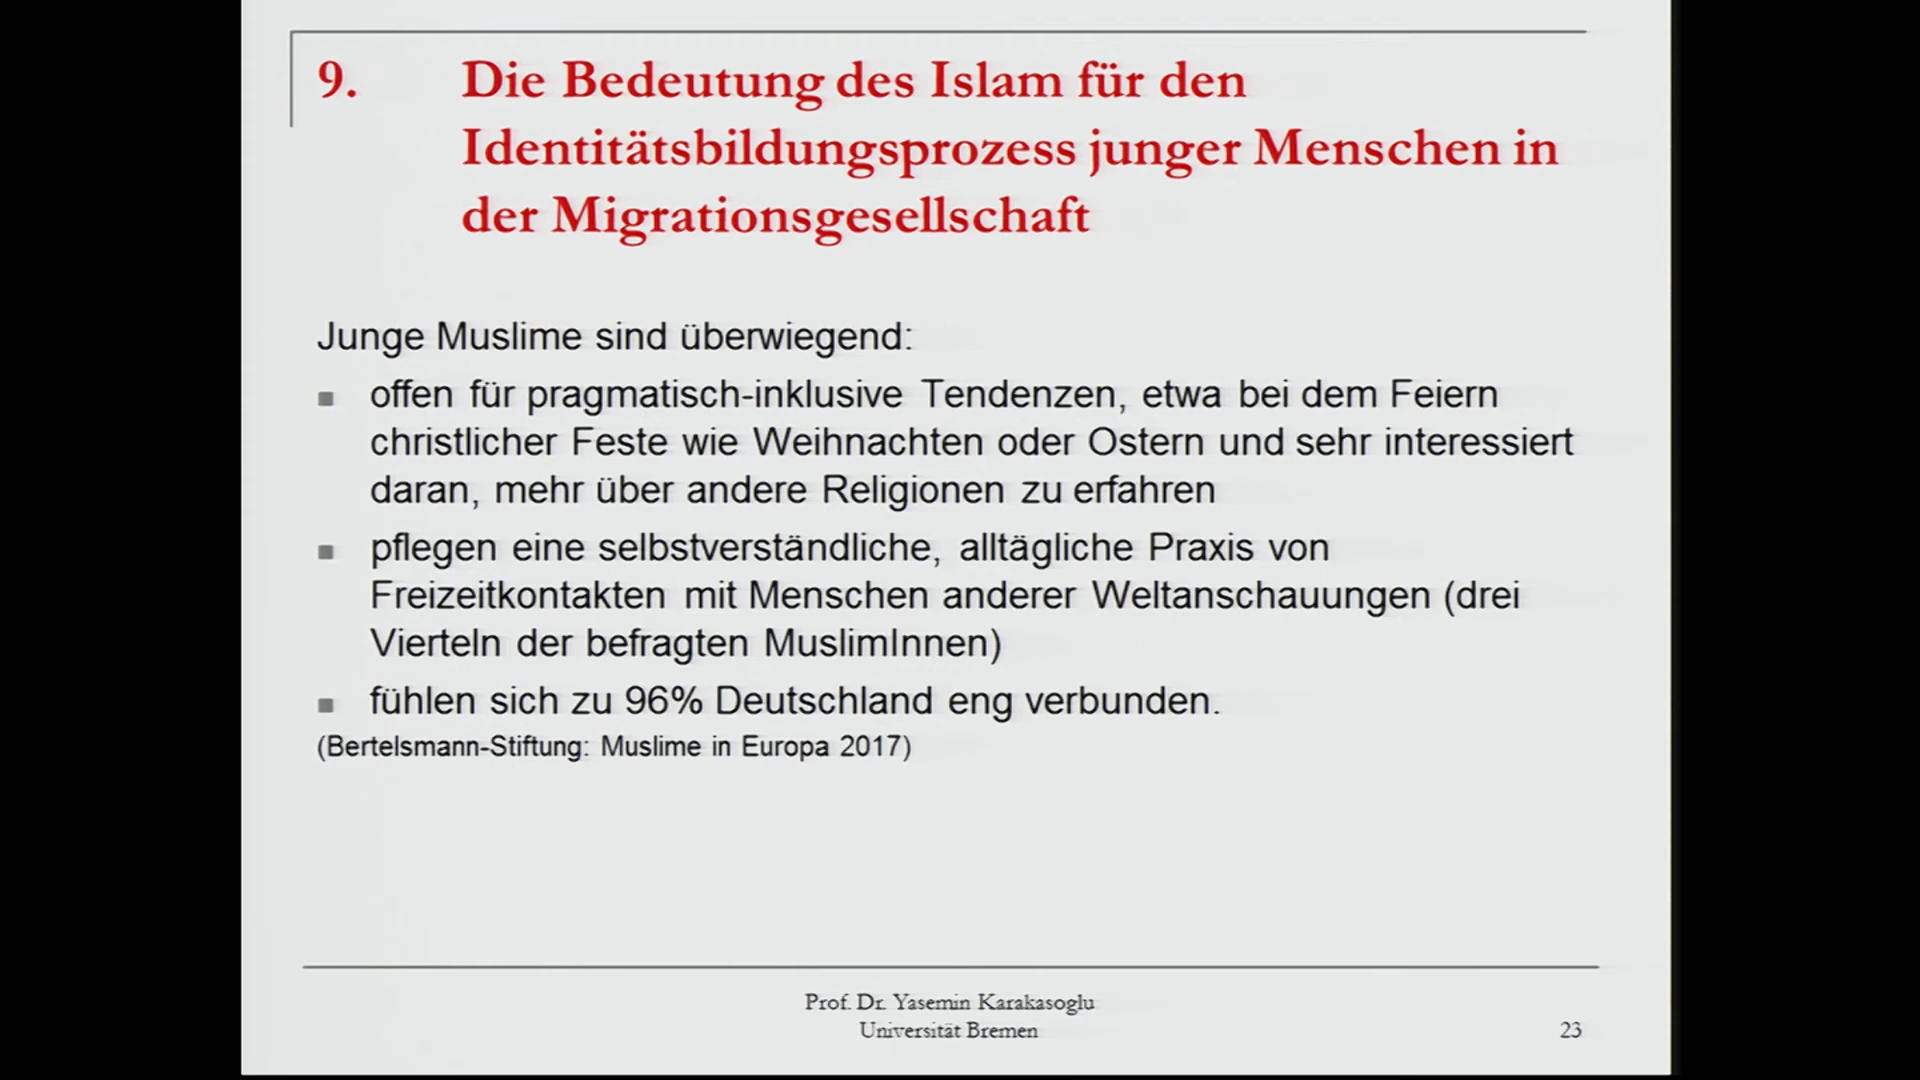 9. Die Bedeutung des Islam für den
Identitätsbildungsprozess junger Menschen in
der Migrationsgesellschaft
Junge Muslime sind überwiegend:
■ offen für pragmatisch-inklusive Tendenzen, etwa bei dem Feiern
christlicher Feste wie Weihnachten oder Ostern und sehr interessiert
daran, mehr über andere Religionen zu erfahren
■ pflegen eine selbstverständliche, alltägliche Praxis von
Freizeitkontakten mit Menschen anderer Weltanschauungen (drei
Vierteln der befragten MuslimInnen)
■ fühlen sich zu 96% Deutschland eng verbunden.
(Bertelsmann-Stiftung: Muslime in Europa 2017)
Prof. Dr. Yasemin Karakasoglu
Universität Bremen
23